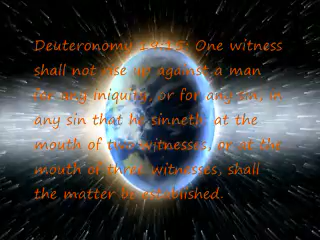 Deuteronomy 19:15 One witness
shall not rise up against a man
for any iniquity, or for any sin, in
any sin that he sinneth: at the
mouth of two witnesses, or at the
mouth of three witnesses, shall
the matter be established.